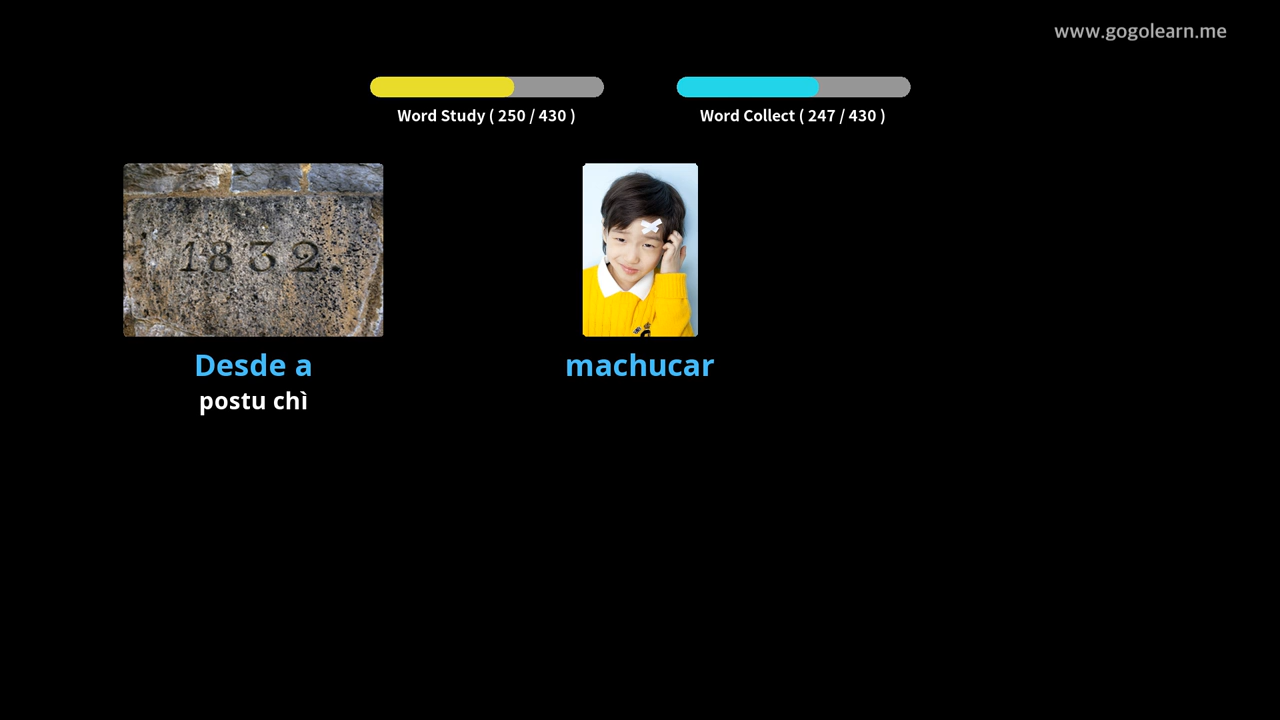 www.gogolearn.me
Word Study ( 250 / 430 )
Word Collect ( 247 / 430 )
1832.
Desde a
machucar
postu chì